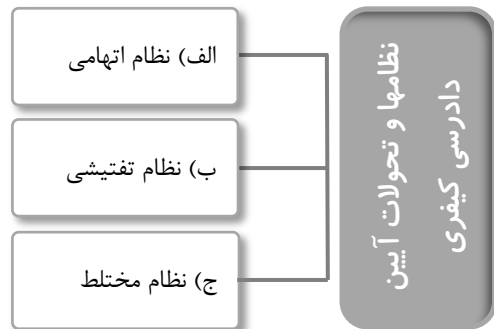 نظامها و تحولات آیین
دادرسی کیفری
الف) نظام اتهامی
ب) نظام تفتیشی
ج) نظام مختلط